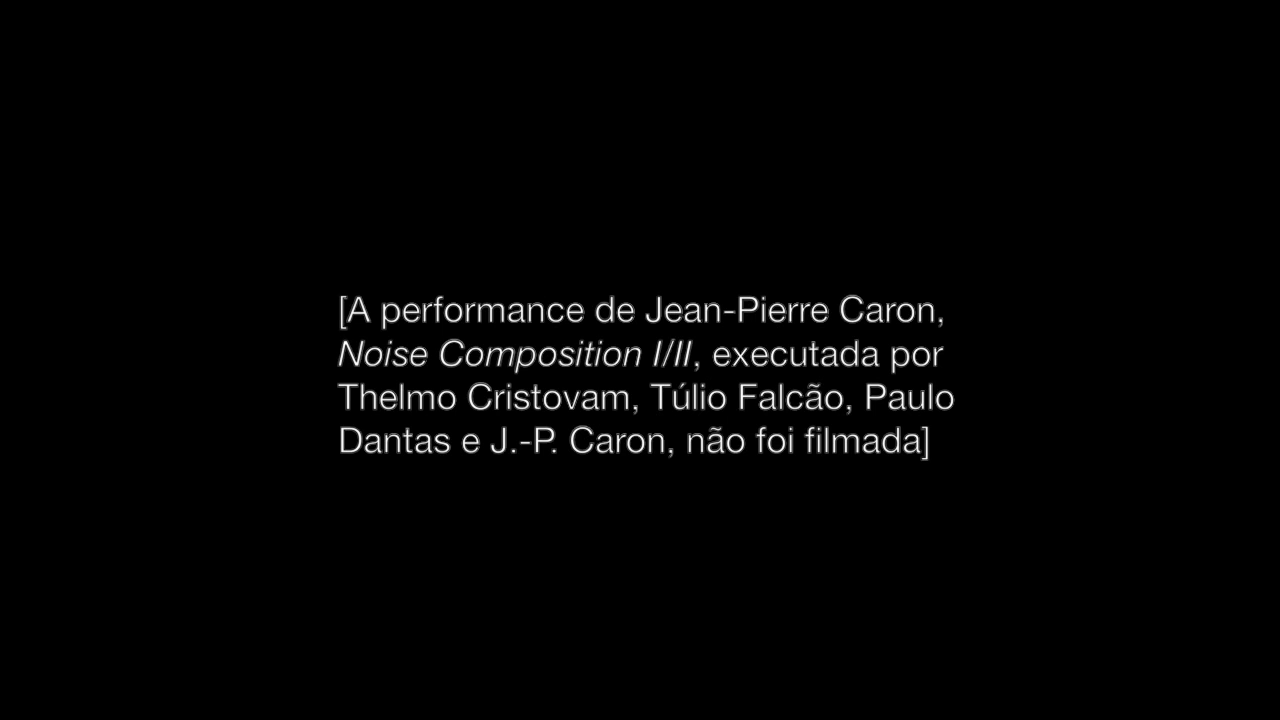 [A performance de Jean-Pierre Caron,
Noise Composition I/II, executada por
Thelmo Cristovam, Túlio Falcão, Paulo
Dantas e J.-P. Caron, não foi filmada]